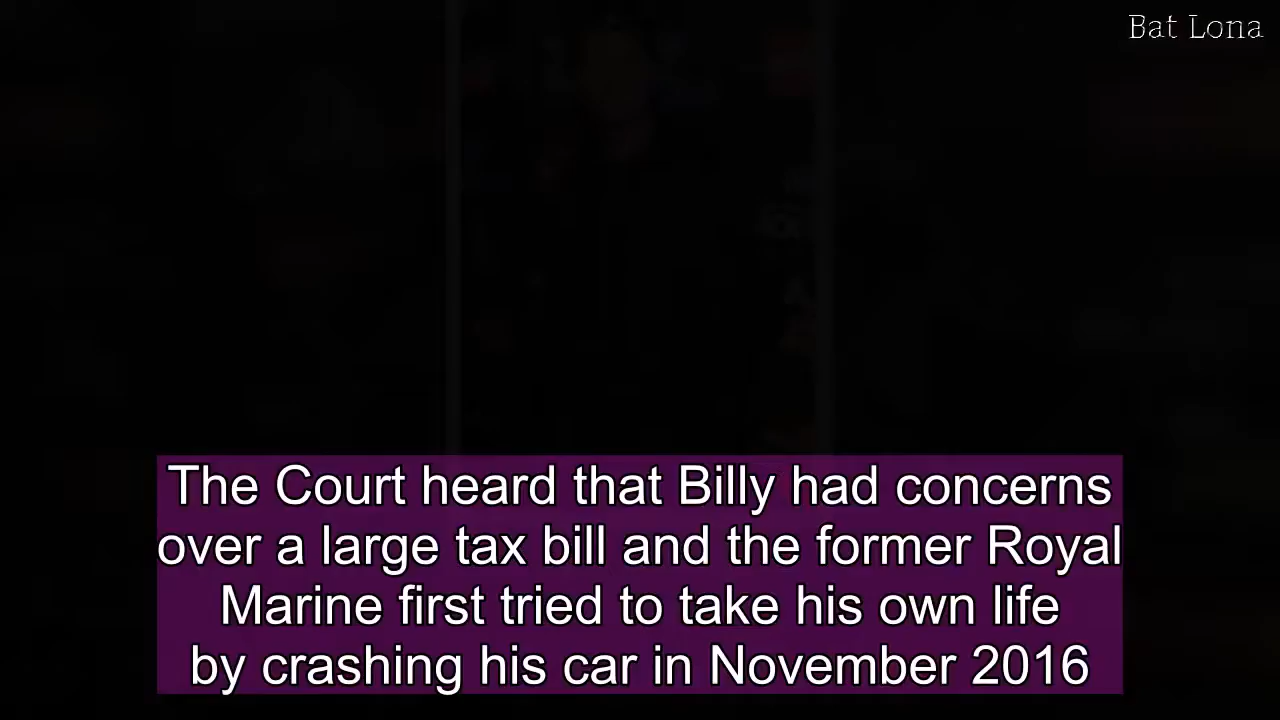 Bat Lona
The Court heard that Billy had concerns
over a large tax bill and the former Royal
Marine first tried to take his own life
by crashing his car in November 2016